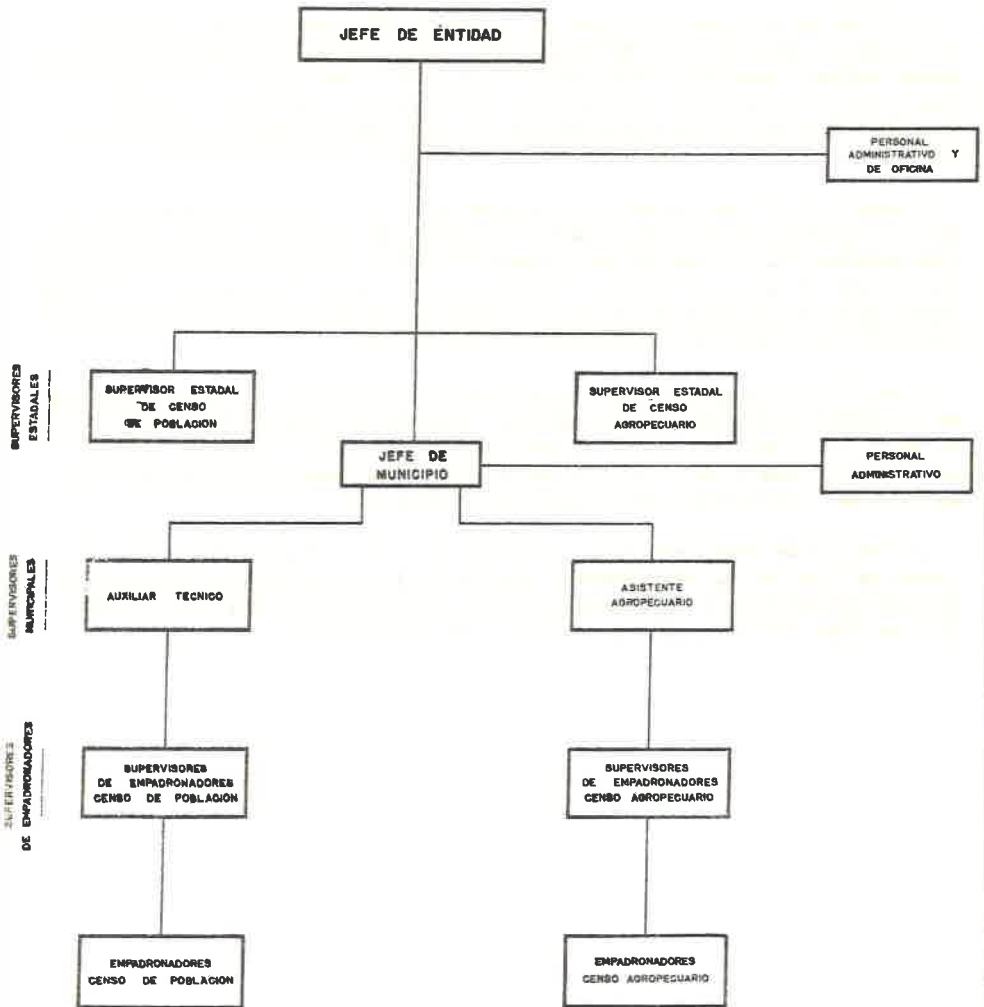 JEFE DE ENTIDAD
PERSONAL
ADMINISTRATIVO Y
DE OFICINA
SUPERVISORES
ESTADALES
SUPERVISOR ESTADAL
DE CENSO
DE POBLACION
SUPERVISOR ESTADAL
DE CENSO
AGROPECUARIO
JEFE DE
MUNICIPIO
PERSONAL
ADMINISTRATIVO
SUPERVISORES
MUNICIPALES
AUXILIAR TECNICO
ASISTENTE
AGROPECUARIO
SUPERVISORES
DE EMPADRONADORES
SUPERVISORES
DE EMPADRONADORES
CENSO DE POBLACION
SUPERVISORES
DE EMPADRONADORES
CENSO AGROPECUARIO
EMPADRONADORES
CENSO DE POBLACION
EMPADRONADORES
CENSO AGROPECUARIO